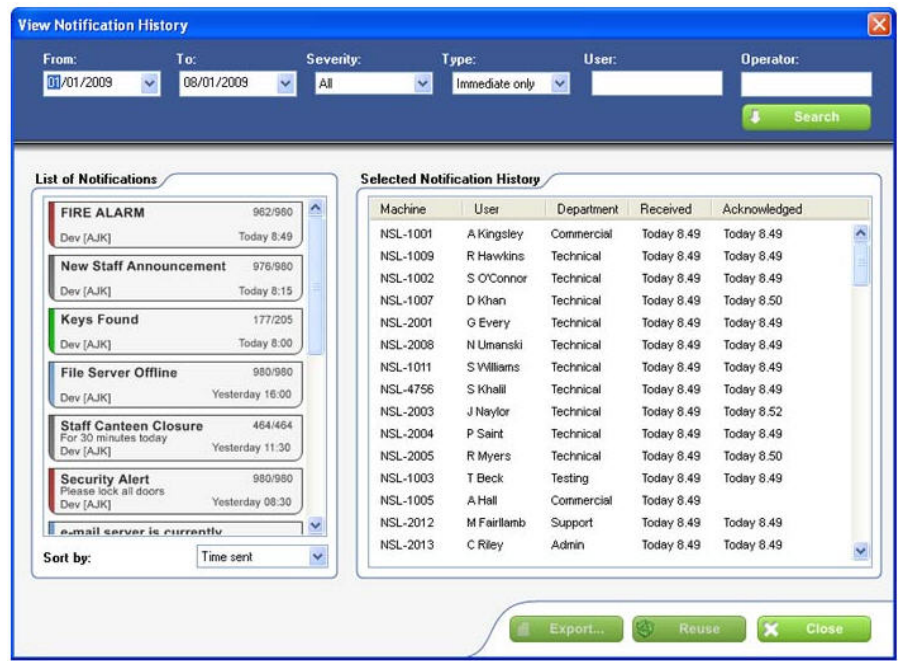 View Notification History
From: To: Severity: Type: User: Operator:
01/01/2009 08/01/2009 All Immediate only
Search
List of Notifications
FIRE ALARM 962/980
Dev [AJK] Today 8:49
New Staff Announcement 976/980
Dev [AJK] Today 8:15
Keys Found 177/205
Dev [AJK] Today 8:00
File Server Offline 980/980
Dev [AJK] Yesterday 16:00
Staff Canteen Closure 464/464
For 30 minutes today
Dev [AJK] Yesterday 11:30
Security Alert 980/980
Please lock all doors
Dev [AJK] Yesterday 08:30
e-mail server is currently
Sort by: Time sent
Selected Notification History
Machine User Department Received Acknowledged
NSL-1001 A Kingsley Commercial Today 8.49 Today 8.49
NSL-1009 R Hawkins Technical Today 8.49 Today 8.49
NSL-1002 S O'Connor Technical Today 8.49 Today 8.49
NSL-1007 D Khan Technical Today 8.49 Today 8.50
NSL-2001 G Every Technical Today 8.49 Today 8.49
NSL-2008 N Umanski Technical Today 8.49 Today 8.49
NSL-1011 S Williams Technical Today 8.49 Today 8.49
NSL-4756 S Khalil Technical Today 8.49 Today 8.49
NSL-2003 J Naylor Technical Today 8.49 Today 8.52
NSL-2004 P Saint Technical Today 8.49 Today 8.49
NSL-2005 R Myers Technical Today 8.49 Today 8.50
NSL-1003 T Beck Testing Today 8.49 Today 8.49
NSL-1005 A Hall Commercial Today 8.49
NSL-2012 M Fairllamb Support Today 8.49 Today 8.49
NSL-2013 C Riley Admin Today 8.49 Today 8.49
Export... Reuse Close